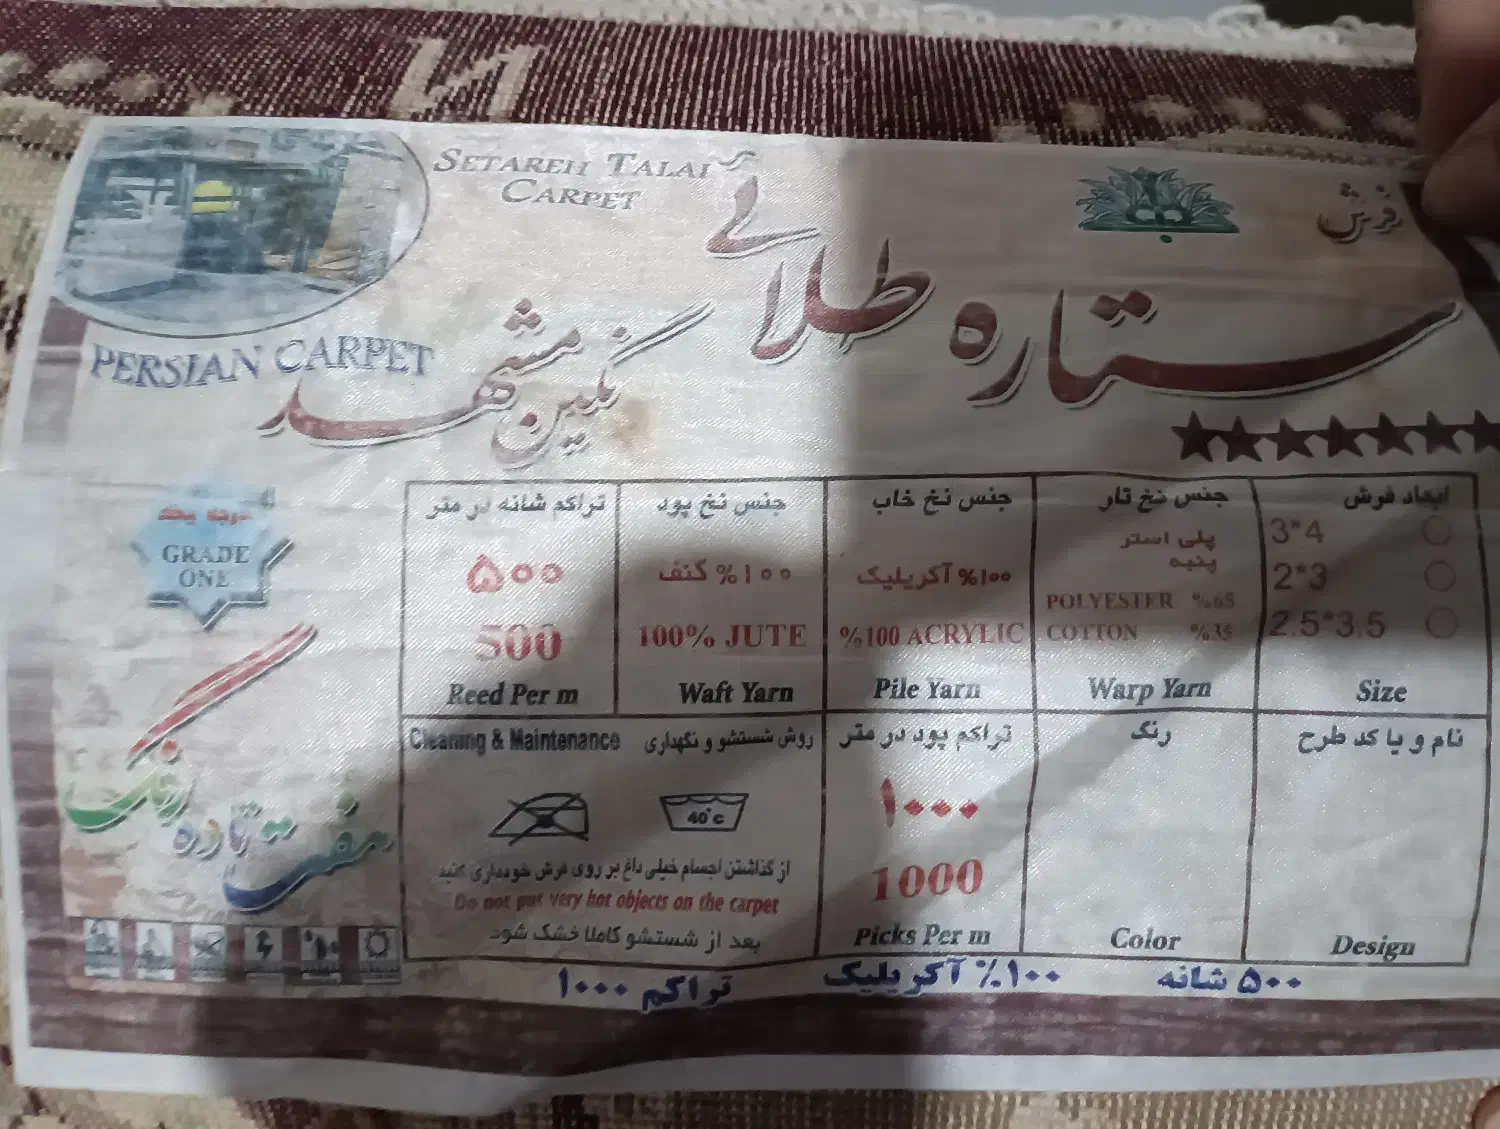 SETAREH TALAI
CARPET
فرش
ستاره طلائی
نگین مشهد
PERSIAN CARPET
درجه یک
GRADE
ONE
هفت تا ده رنگ
ابعاد فرش
3*4
2*3
2.5*3.5
Size
جنس نخ تار
پلی استر
پنبه
POLYESTER %65
COTTON %35
Warp Yarn
جنس نخ خاب
%۱۰۰ آکریلیک
%100 ACRYLIC
Pile Yarn
جنس نخ پود
۱۰۰% کنف
100% JUTE
Waft Yarn
تراکم شانه در متر
۵۰۰
500
Reed Per m
نام و یا کد طرح
Design
رنگ
Color
تراکم پود در متر
۱۰۰۰
1000
Picks Per m
روش شستشو و نگهداری Cleaning & Maintenance
40°c
از گذاشتن اجسام خیلی داغ بر روی فرش خودداری کنید
Do not put very hot objects on the carpet
بعد از شستشو کاملا خشک شود
۵۰۰ شانه ۱۰۰٪ آکریلیک تراکم ۱۰۰۰